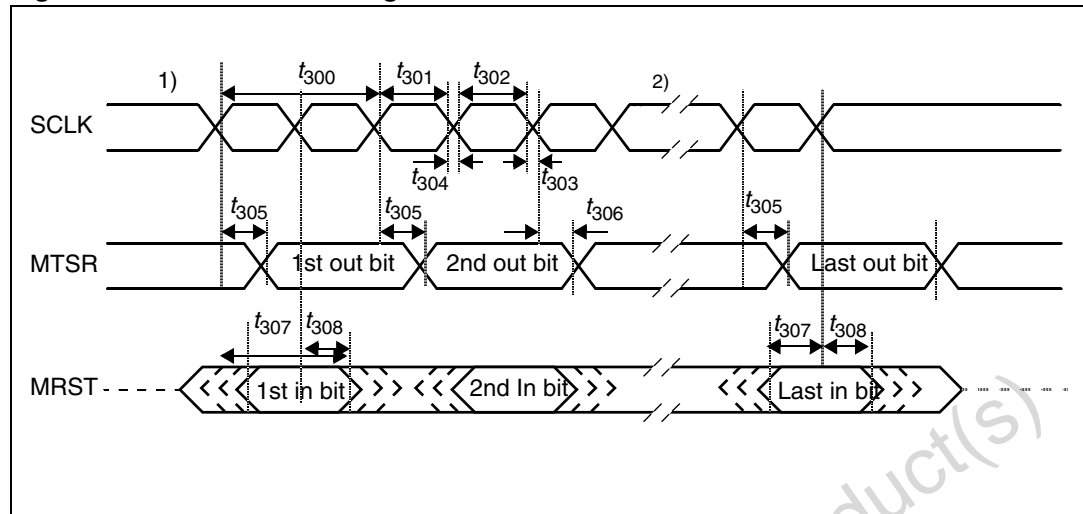 1)
t300
t301
t302
2)
SCLK
t304
t303
t305
t305
t306
t305
MTSR
1st out bit
2nd out bit
Last out bit
t307
t308
t307
t308
MRST
1st in bit
2nd In bit
Last in bit
duct(s)